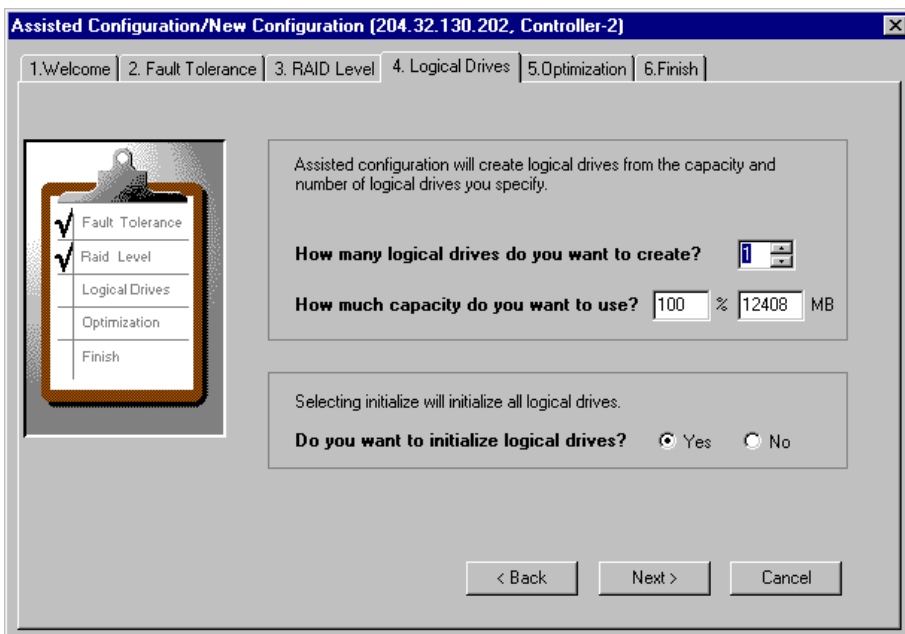 Assisted Configuration/New Configuration (204.32.130.202, Controller-2)
1.Welcome 2. Fault Tolerance 3. RAID Level 4. Logical Drives 5.Optimization 6.Finish
Fault Tolerance
Raid Level
Logical Drives
Optimization
Finish
Assisted configuration will create logical drives from the capacity and
number of logical drives you specify.
How many logical drives do you want to create? 1
How much capacity do you want to use? 100 % 12408 MB
Selecting initialize will initialize all logical drives.
Do you want to initialize logical drives? Yes No
< Back Next > Cancel